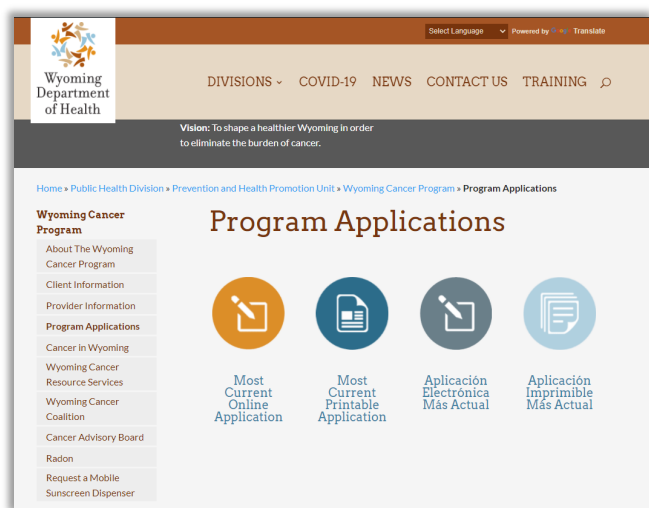 Select Language
Powered by
Translate
Wyoming
Department
of Health
DIVISIONS
COVID-19
NEWS
CONTACT US
TRAINING
Vision: To shape a healthier Wyoming in order
to eliminate the burden of cancer.
Home » Public Health Division » Prevention and Health Promotion Unit » Wyoming Cancer Program » Program Applications
Wyoming Cancer
Program
About The Wyoming
Cancer Program
Client Information
Provider Information
Program Applications
Cancer in Wyoming
Wyoming Cancer
Resource Services
Wyoming Cancer
Coalition
Cancer Advisory Board
Radon
Request a Mobile
Sunscreen Dispenser
Program Applications
Most
Current
Online
Application
Most
Current
Printable
Application
Aplicación
Electrónica
Más Actual
Aplicación
Imprimible
Más Actual